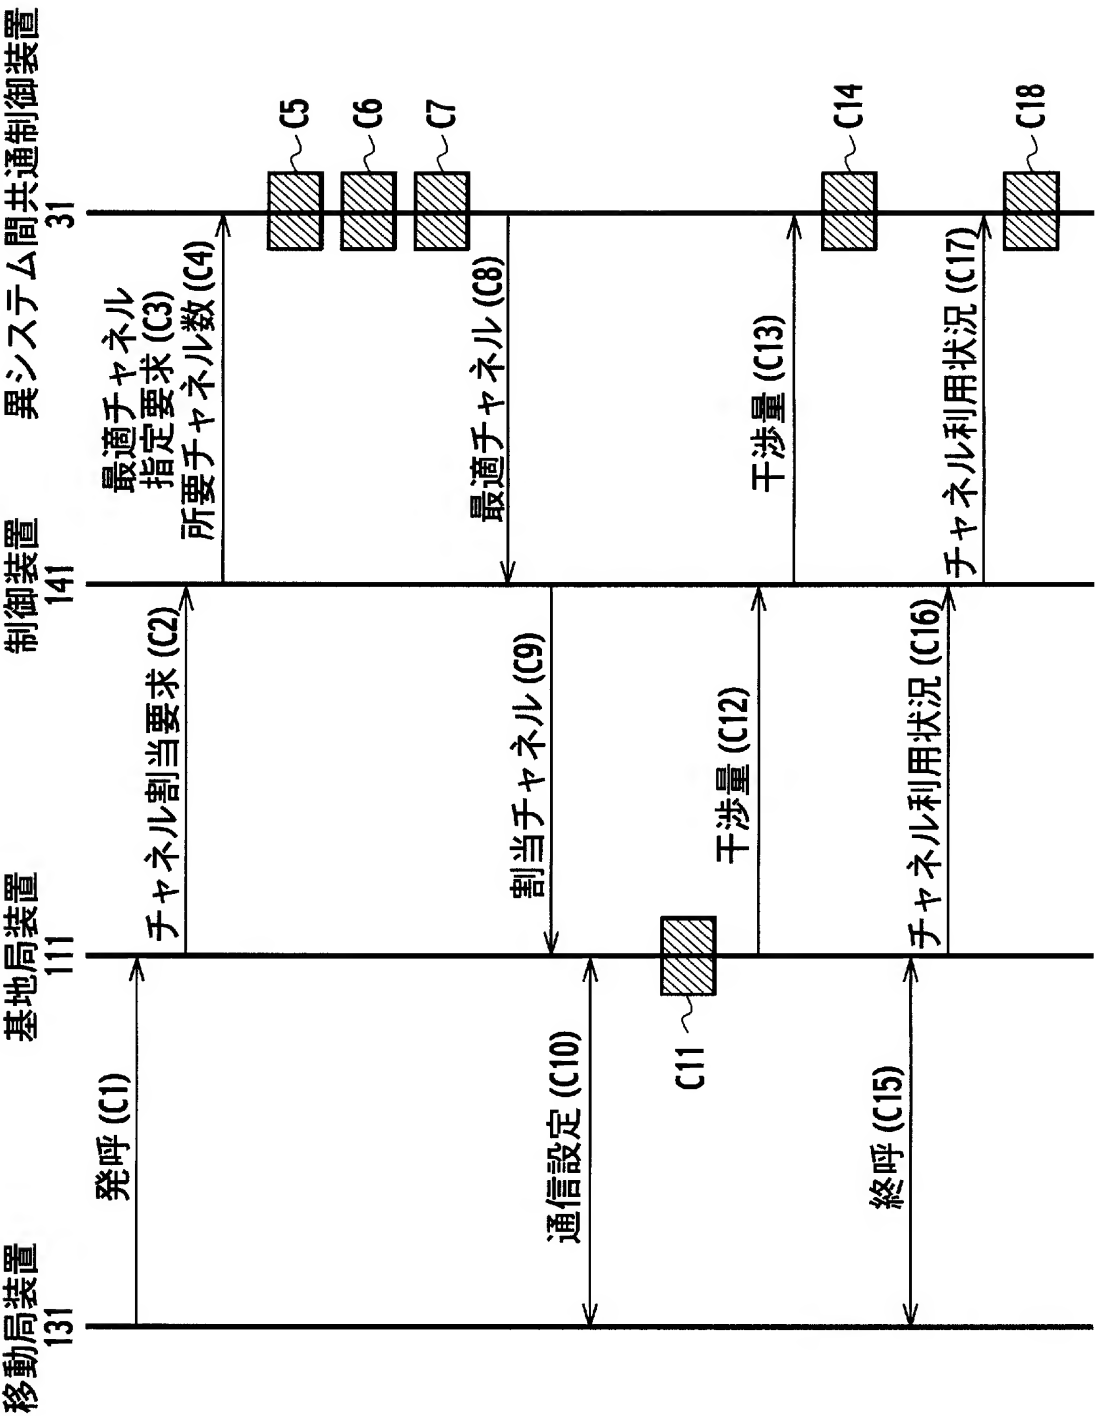 移動局装置
131
基地局装置
111
制御装置
141
異システム間共通制御装置
31
発呼 (C1)
チャネル割当要求 (C2)
最適チャネル
指定要求 (C3)
所要チャネル数 (C4)
C5
C6
C7
最適チャネル (C8)
割当チャネル (C9)
通信設定 (C10)
C11
干渉量 (C12)
干渉量 (C13)
C14
終呼 (C15)
チャネル利用状況 (C16)
チャネル利用状況 (C17)
C18